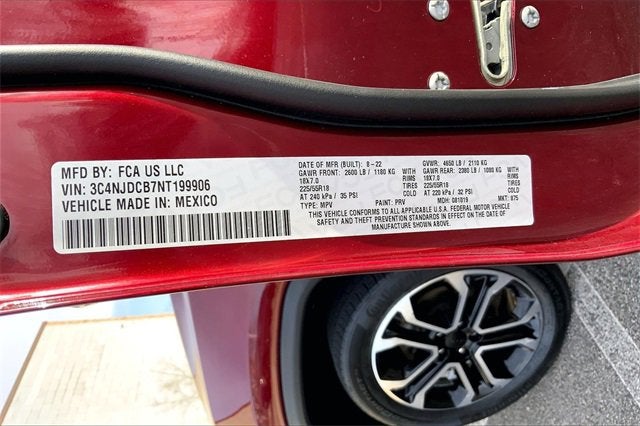 MFD BY: FCA US LLC
VIN: 3C4NJDCB7NT199906
VEHICLE MADE IN: MEXICO
DATE OF MFR (BUILT): 8-22 GVWR: 4650 LB / 2110 KG
GAWR FRONT: 2600 LB / 1180 KG WITH GAWR REAR: 2380 LB / 1080 KG WITH
18X7.0 RIMS 18X7.0 RIMS
225/55R18 TIRES 225/55R18 TIRES
AT 240 kPa / 35 PSI COLD AT 220 kPa / 32 PSI COLD
TYPE: MPV PAINT: PRV MDH: 081019 MKT: 875
THIS VEHICLE CONFORMS TO ALL APPLICABLE U.S.A. FEDERAL MOTOR VEHICLE
SAFETY AND THEFT PREVENTION STANDARDS IN EFFECT ON THE DATE OF
MANUFACTURE SHOWN ABOVE.